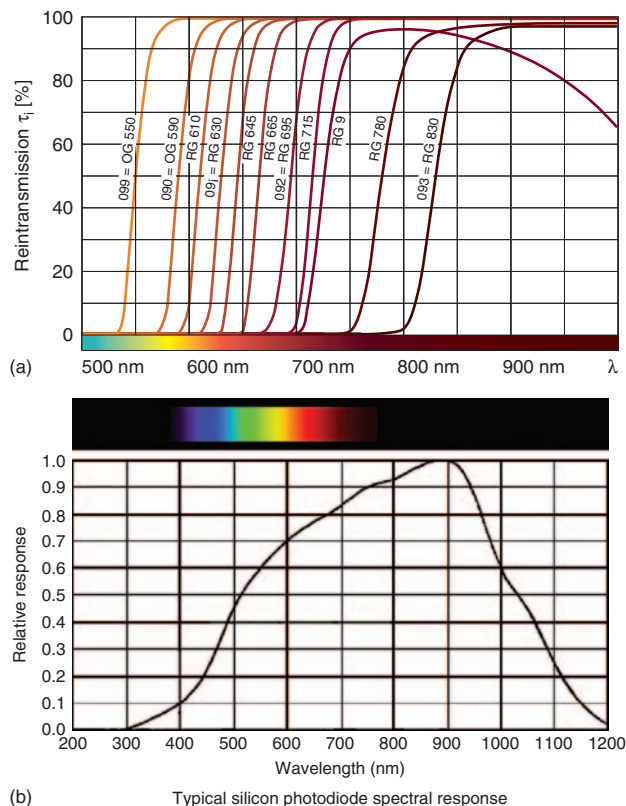 100
80
60
40
20
0
Reintransmission τi [%]
099 = OG 550
090 = OG 590
RG 610
09₁ = RG 630
RG 645
RG 665
092 = RG 695
RG 715
RG 9
RG 780
093 = RG 830
(a) 500 nm 600 nm 700 nm 800 nm 900 nm λ
1.0
0.9
0.8
0.7
0.6
0.5
0.4
0.3
0.2
0.1
0.0
Relative response
200 300 400 500 600 700 800 900 1000 1100 1200
Wavelength (nm)
(b) Typical silicon photodiode spectral response